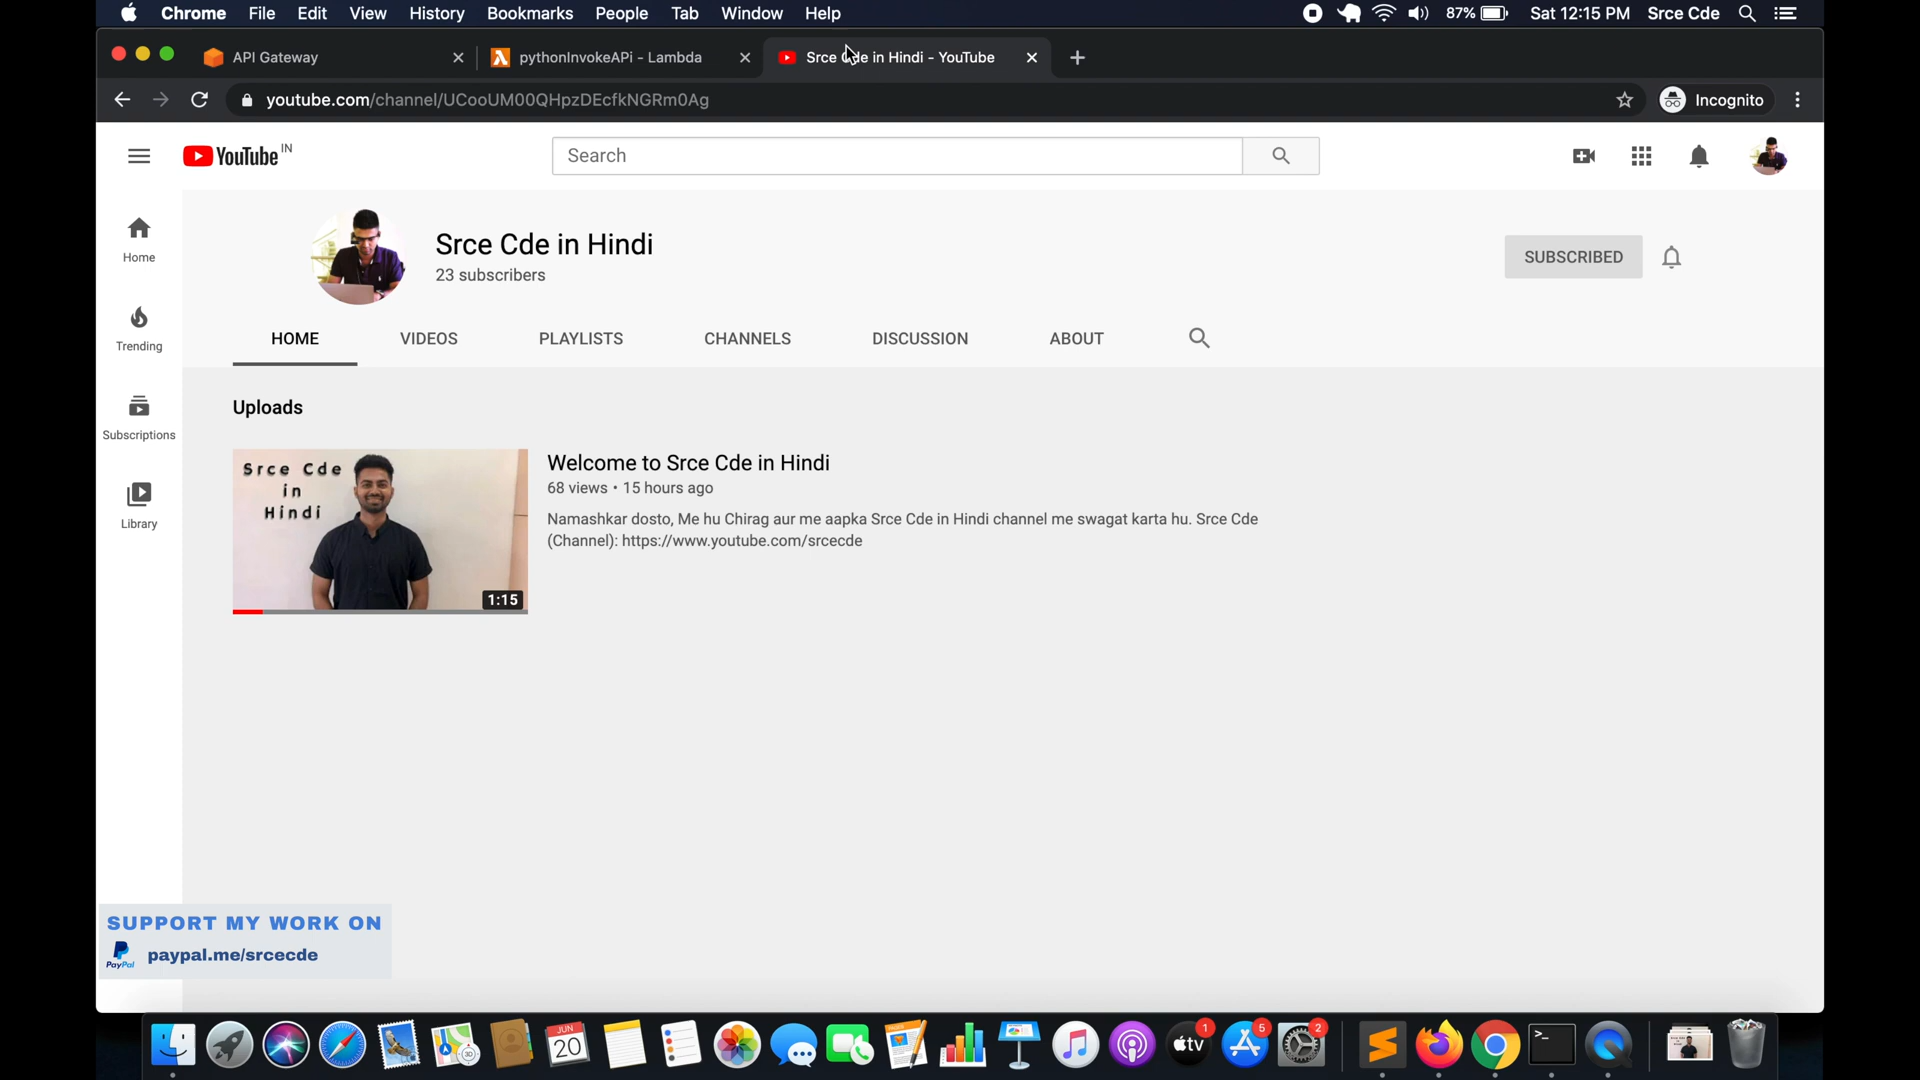 Chrome File Edit View History Bookmarks People Tab Window Help 87% Sat 12:15 PM Srce Cde
API Gateway pythonInvokeAPi - Lambda Srce Cde in Hindi - YouTube
youtube.com/channel/UCooUM00QHpzDEcfkNGRm0Ag Incognito
YouTube IN Search
Home
Trending
Subscriptions
Library
Srce Cde in Hindi
23 subscribers
SUBSCRIBED
HOME VIDEOS PLAYLISTS CHANNELS DISCUSSION ABOUT
Uploads
Srce Cde
in
Hindi
1:15
Welcome to Srce Cde in Hindi
68 views • 15 hours ago
Namashkar dosto, Me hu Chirag aur me aapka Srce Cde in Hindi channel me swagat karta hu. Srce Cde
(Channel): https://www.youtube.com/srcecde
SUPPORT MY WORK ON
PayPal paypal.me/srcecde
3D JUN 20 tv 1 5 2